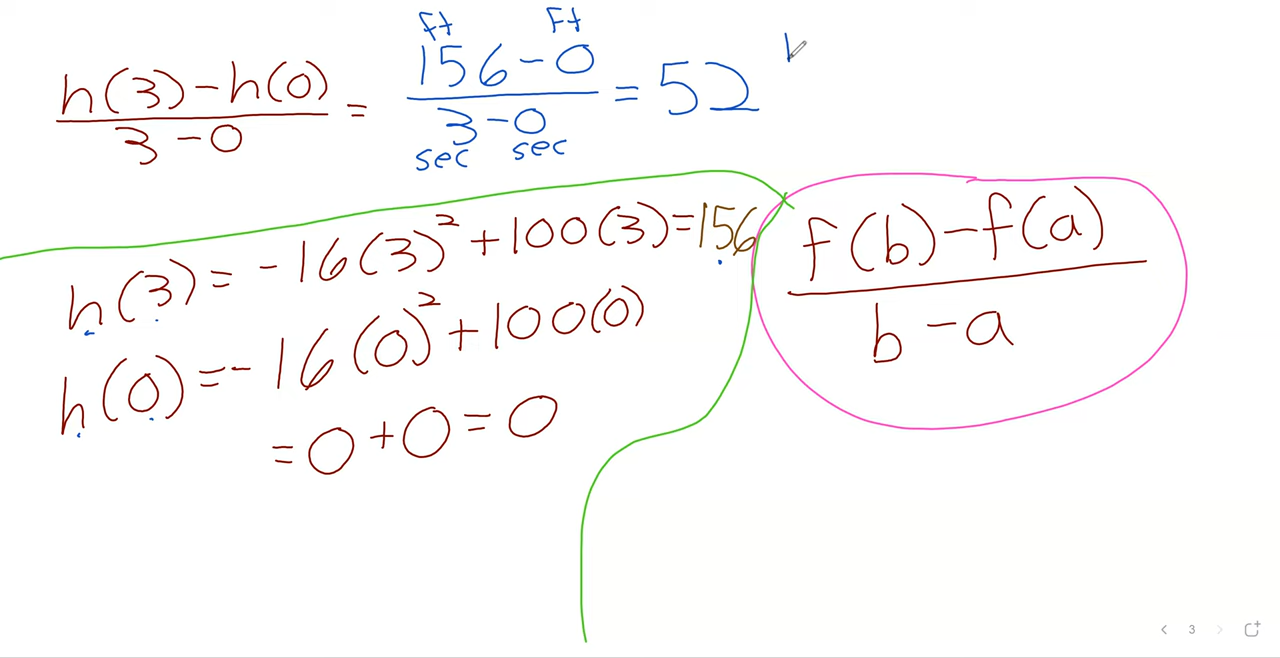 ft Ft
h(3)-h(0) / 3-0 = 156-0 / 3-0 = 52
sec sec
h(3) = -16(3)² + 100(3) = 156
h(0) = -16(0)² + 100(0)
= 0 + 0 = 0
f(b)-f(a) / b-a
3